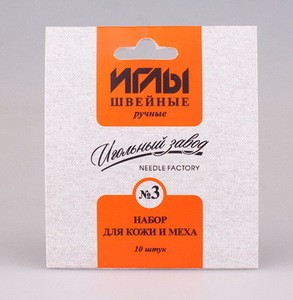 ИГЛЫ
ШВЕЙНЫЕ
ручные
Игольный завод
NEEDLE FACTORY
№3
НАБОР
ДЛЯ КОЖИ И МЕХА
10 штук